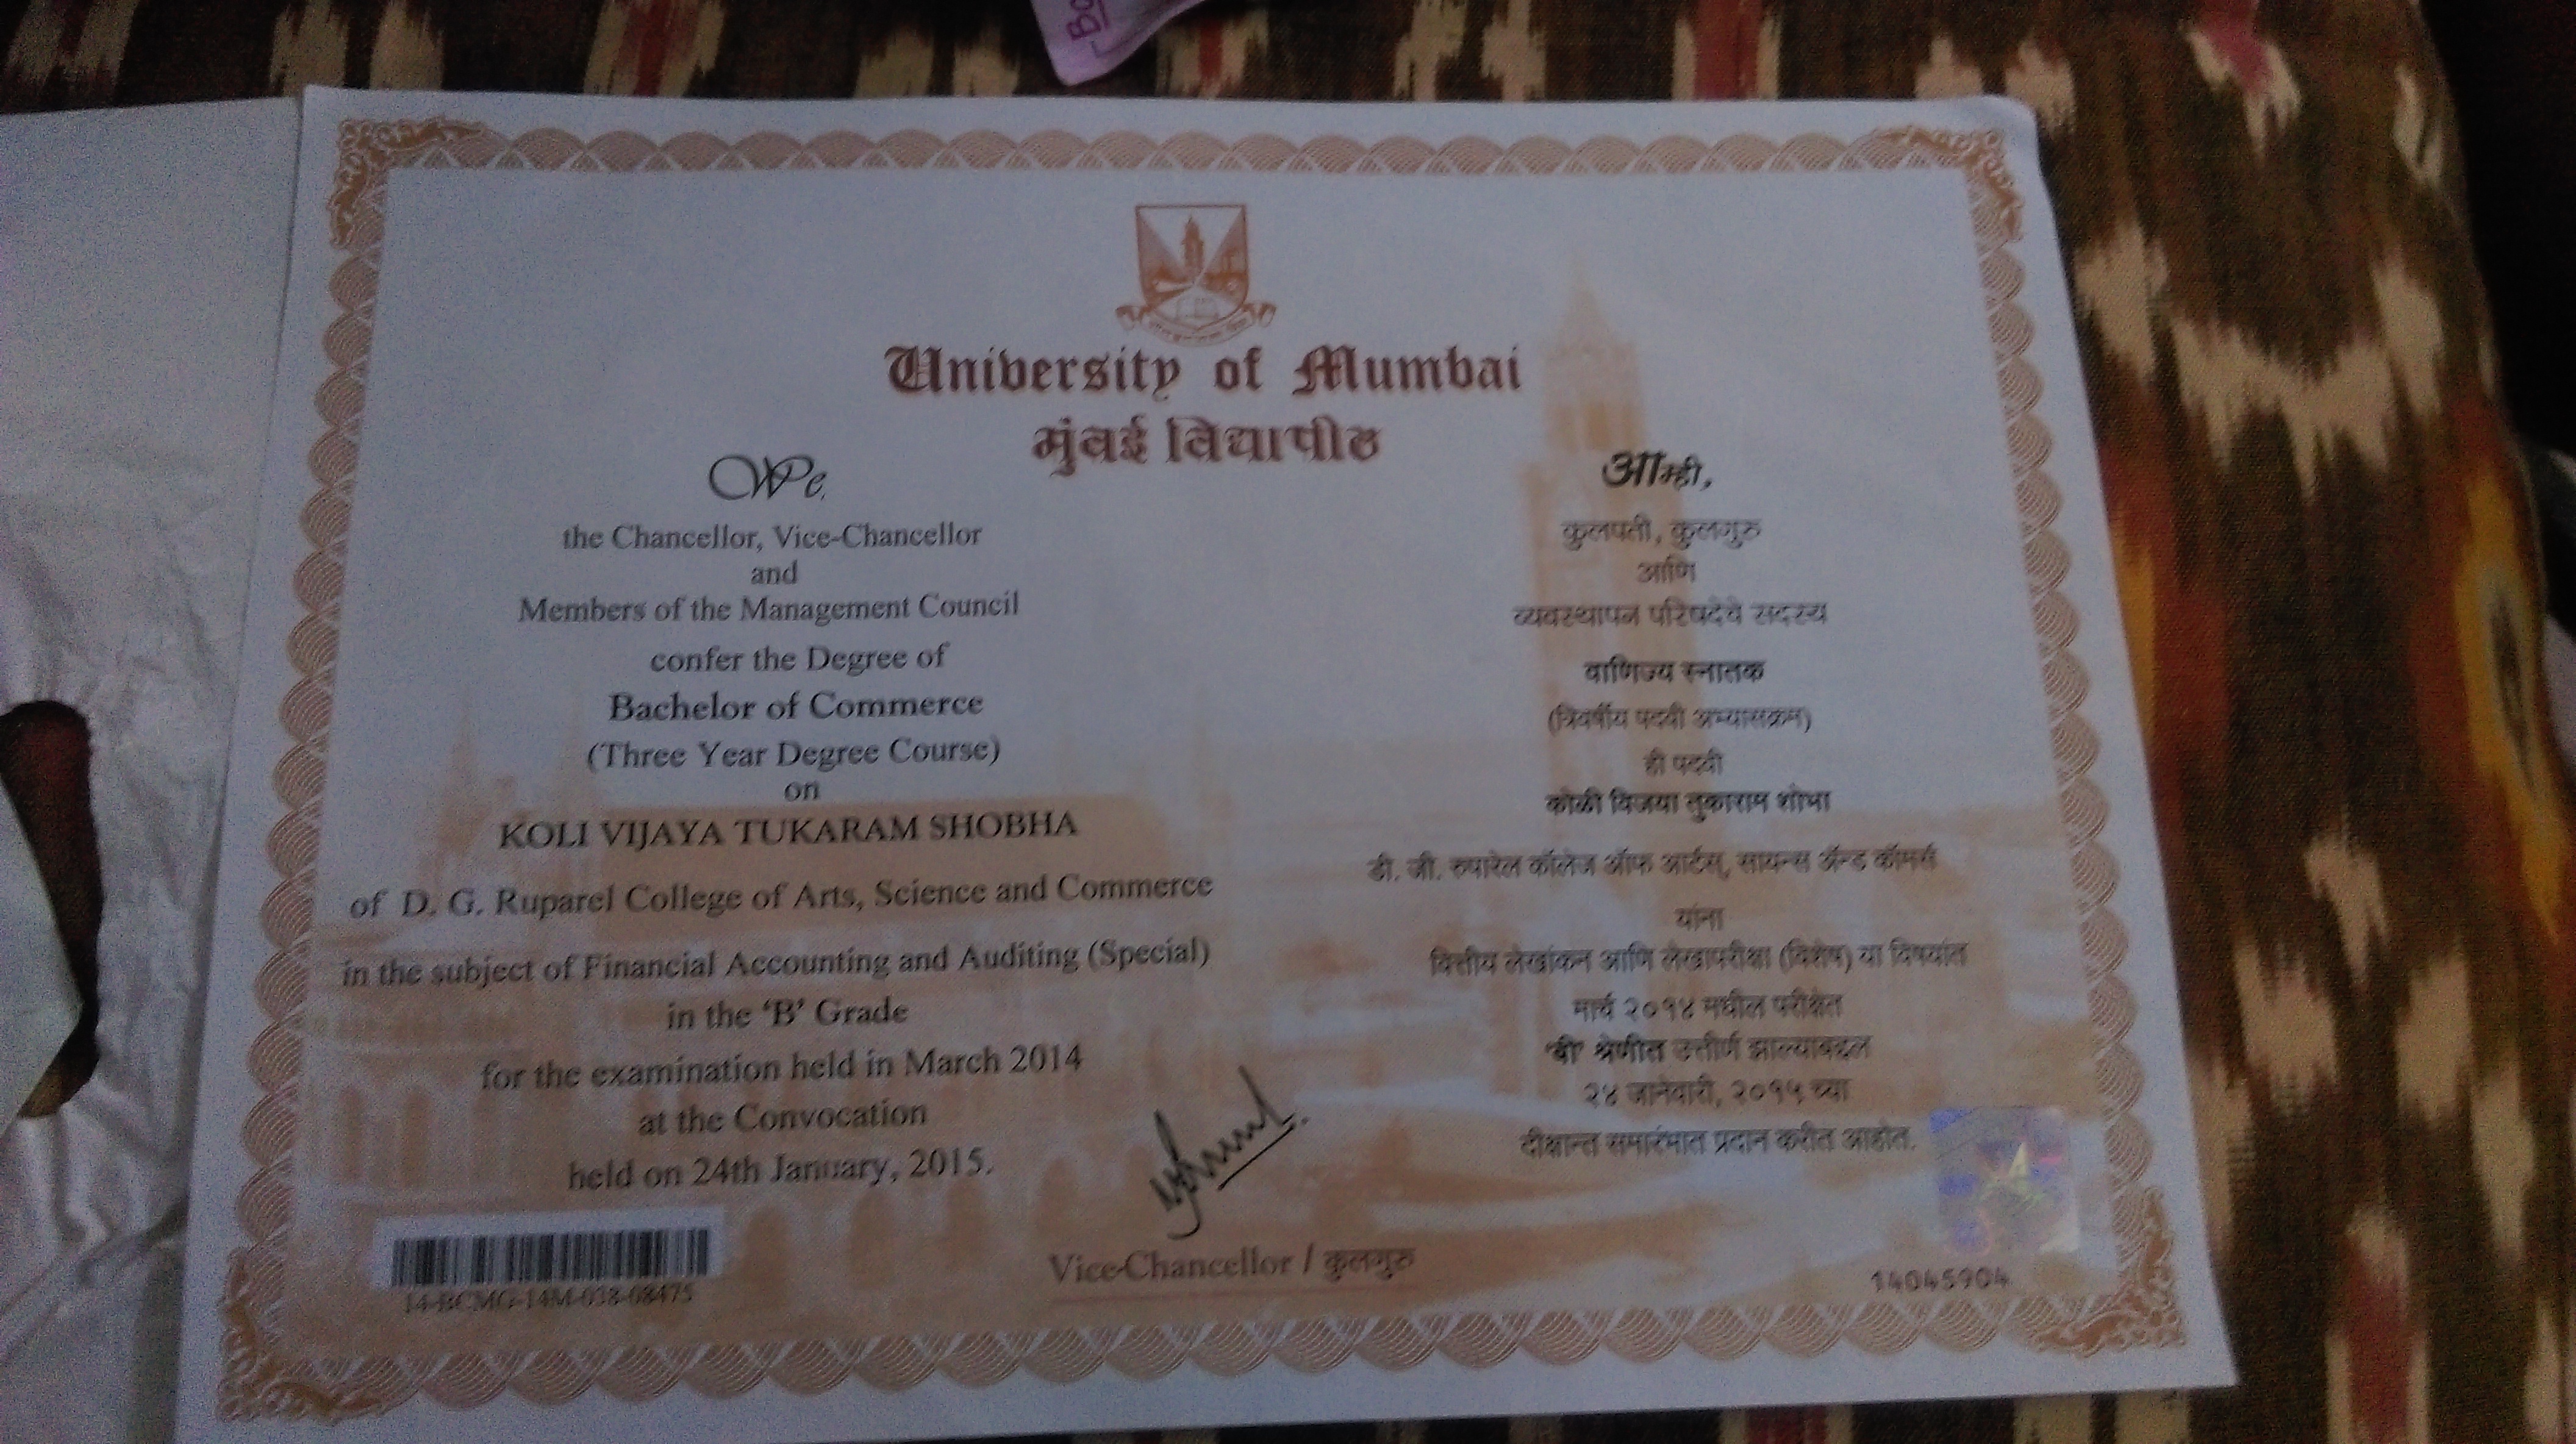 Bo
University of Mumbai
मुंबई विद्यापीठ
We,
the Chancellor, Vice-Chancellor
and
Members of the Management Council
confer the Degree of
Bachelor of Commerce
(Three Year Degree Course)
on
KOLI VIJAYA TUKARAM SHOBHA
of D. G. Ruparel College of Arts, Science and Commerce
in the subject of Financial Accounting and Auditing (Special)
in the ‘B’ Grade
for the examination held in March 2014
at the Convocation
held on 24th January, 2015.
14-BCMG-14M-038-08475
आम्ही,
कुलपती, कुलगुरु
आणि
व्यवस्थापन परिषदेचे सदस्य
वाणिज्य स्नातक
(त्रिवर्षीय पदवी अभ्यासक्रम)
ही पदवी
कोळी विजया तुकाराम शोभा
डी. जी. रुपारेल कॉलेज ऑफ आर्टस्, सायन्स ॲन्ड कॉमर्स
यांना
वित्तीय लेखांकन आणि लेखापरीक्षा (विशेष) या विषयांत
मार्च २०१४ मधील परीक्षेत
'बी' श्रेणीत उत्तीर्ण झाल्याबद्दल
२४ जानेवारी, २०१५ च्या
दीक्षान्त समारंभात प्रदान करीत आहोत.
Vice-Chancellor / कुलगुरु
14045904